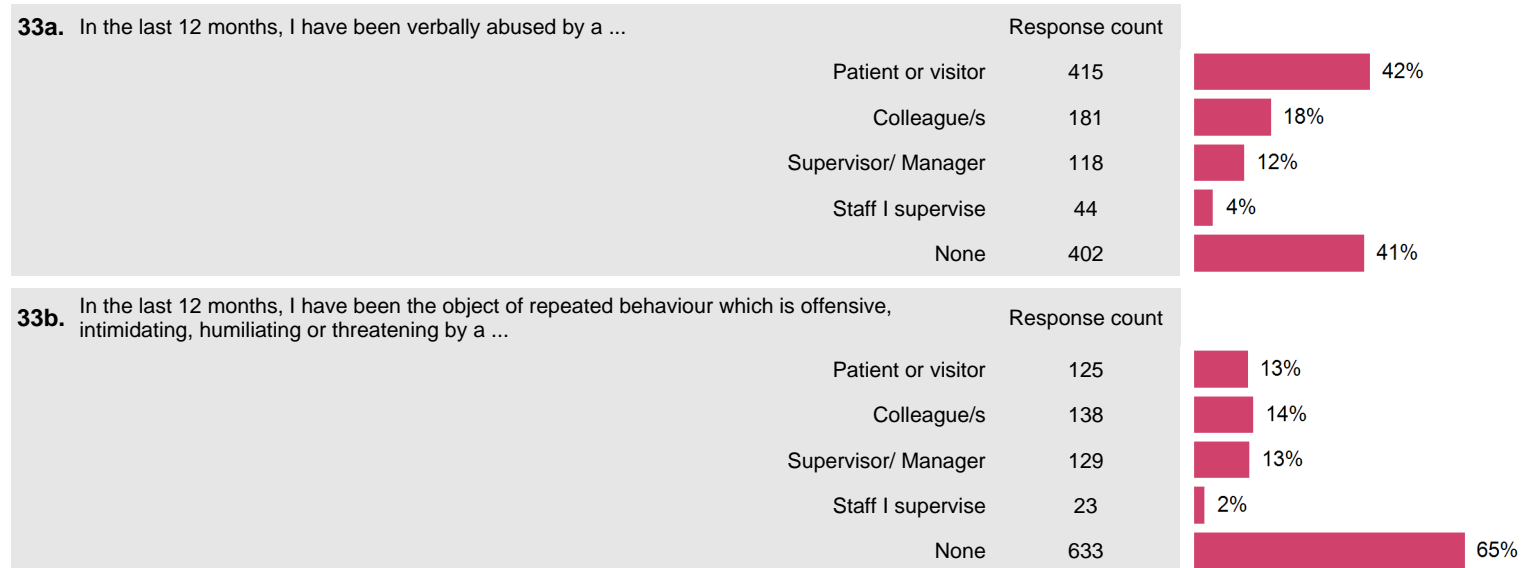 33a. In the last 12 months, I have been verbally abused by a ... Response count
Patient or visitor 415 42%
Colleague/s 181 18%
Supervisor/ Manager 118 12%
Staff I supervise 44 4%
None 402 41%
33b. In the last 12 months, I have been the object of repeated behaviour which is offensive,
intimidating, humiliating or threatening by a ... Response count
Patient or visitor 125 13%
Colleague/s 138 14%
Supervisor/ Manager 129 13%
Staff I supervise 23 2%
None 633 65%